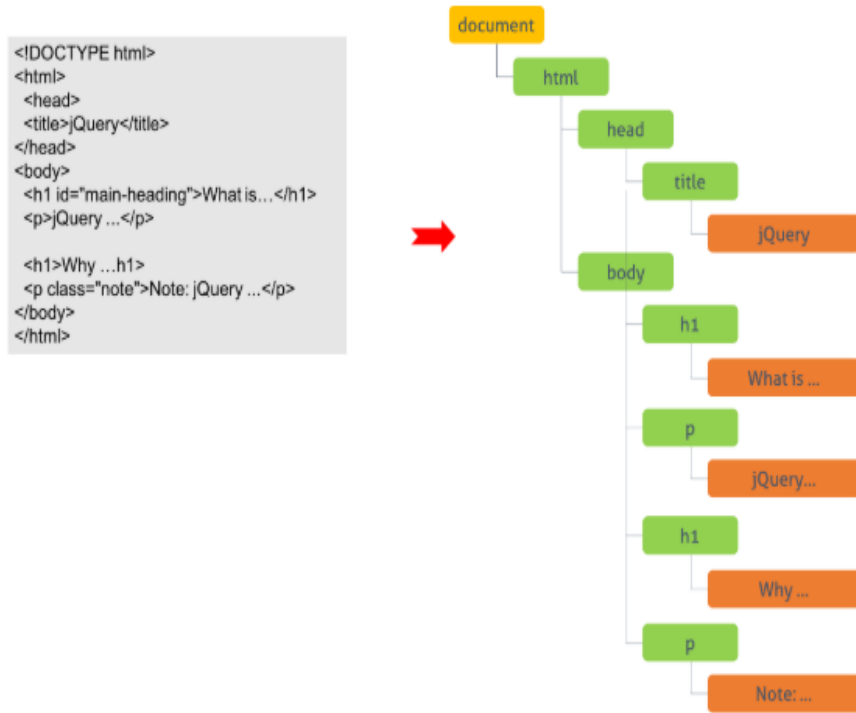 <!DOCTYPE html>
<html>
<head>
<title>jQuery</title>
</head>
<body>
<h1 id="main-heading">What is...</h1>
<p>jQuery ...</p>
<h1>Why ...h1>
<p class="note">Note: jQuery ...</p>
</body>
</html>
document
html
head
title
jQuery
body
h1
What is ...
p
jQuery...
h1
Why ...
p
Note: ...